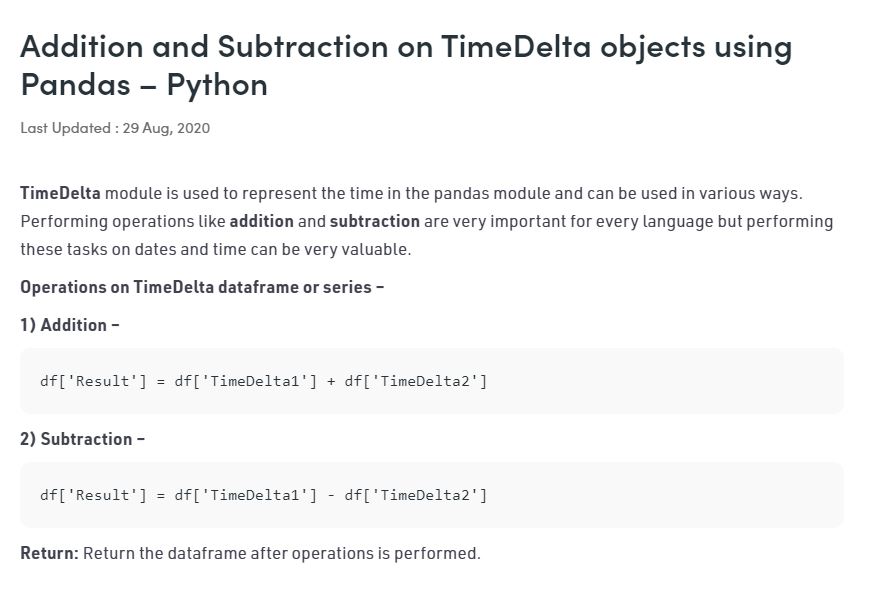 Addition and Subtraction on TimeDelta objects using
Pandas – Python
Last Updated : 29 Aug, 2020
TimeDelta module is used to represent the time in the pandas module and can be used in various ways.
Performing operations like addition and subtraction are very important for every language but performing
these tasks on dates and time can be very valuable.
Operations on TimeDelta dataframe or series –
1) Addition –
df['Result'] = df['TimeDelta1'] + df['TimeDelta2']
2) Subtraction –
df['Result'] = df['TimeDelta1'] - df['TimeDelta2']
Return: Return the dataframe after operations is performed.